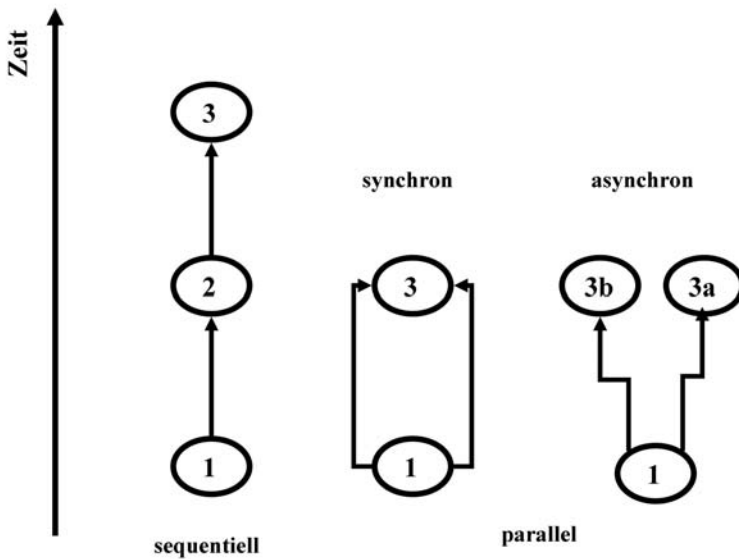 Zeit
3
synchron
asynchron
2
3
3b
3a
1
1
1
sequentiell
parallel